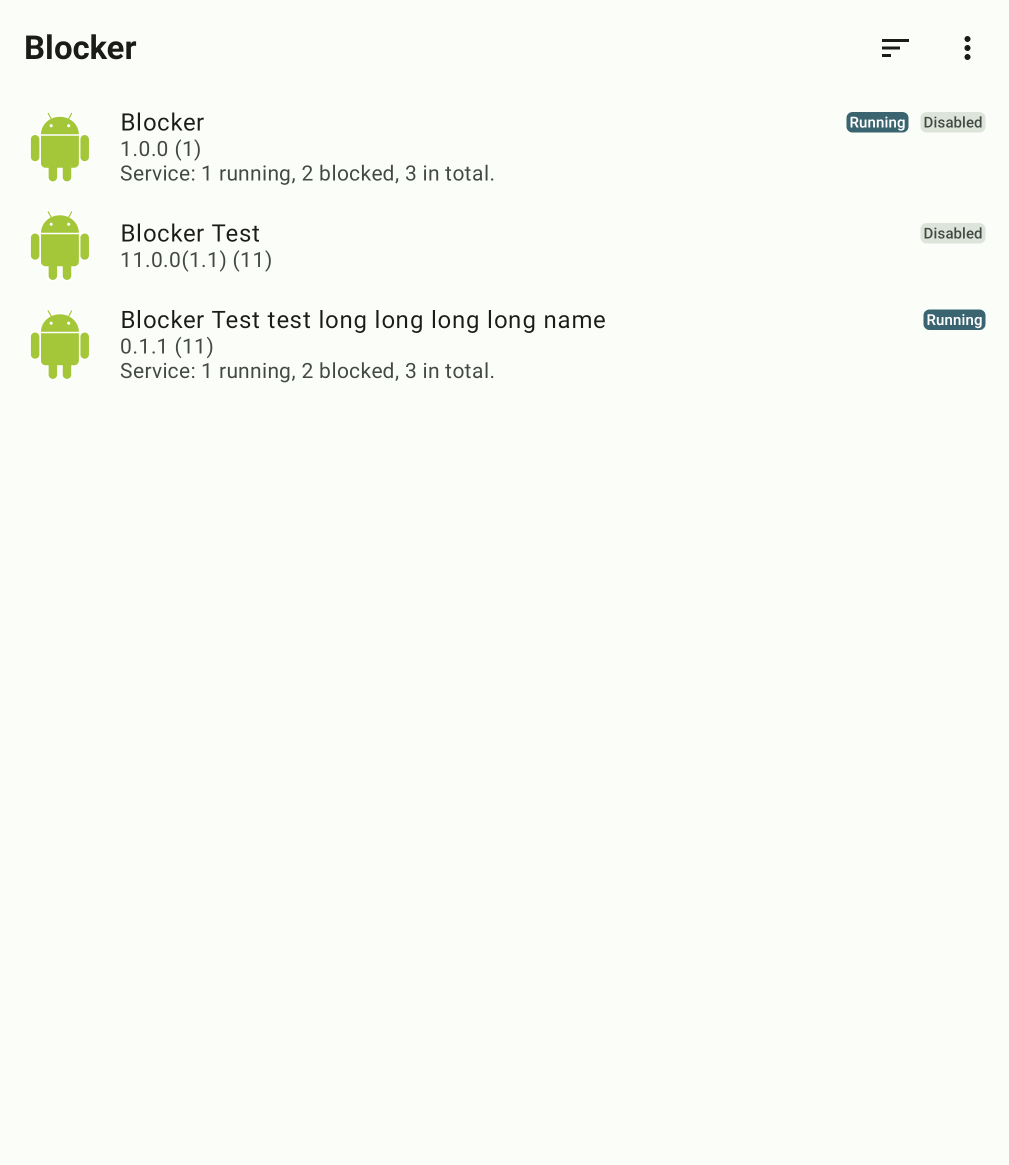 Blocker
Blocker Running Disabled
1.0.0 (1)
Service: 1 running, 2 blocked, 3 in total.
Blocker Test Disabled
11.0.0(1.1) (11)
Blocker Test test long long long long name Running
0.1.1 (11)
Service: 1 running, 2 blocked, 3 in total.